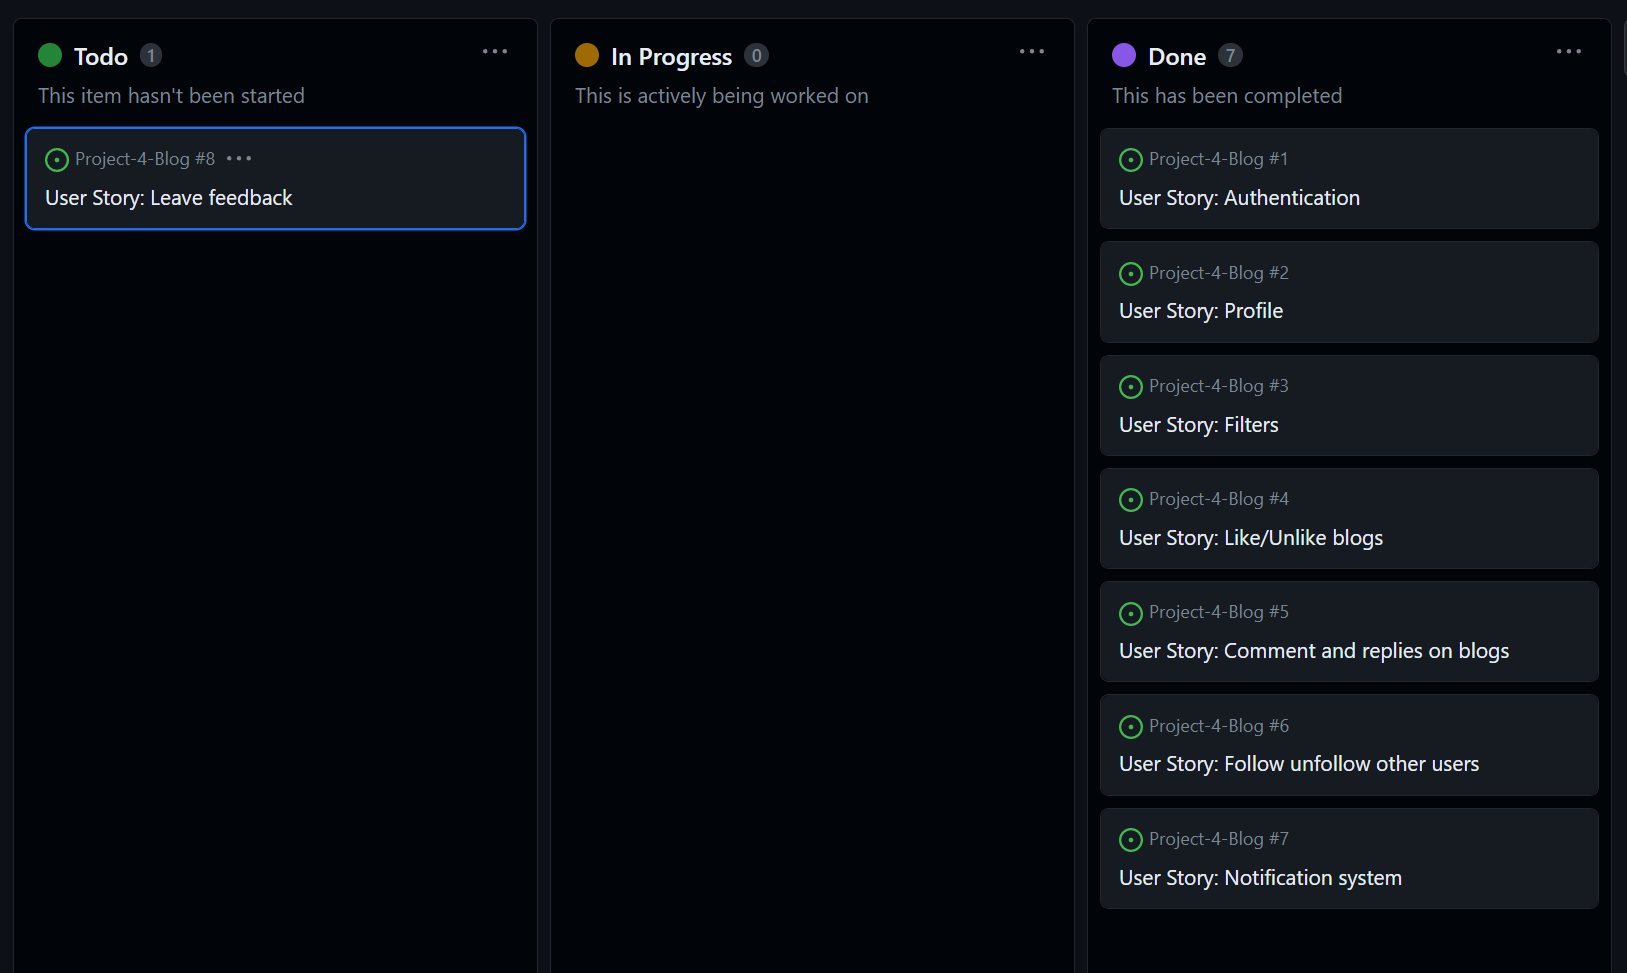 Todo 1
This item hasn't been started
Project-4-Blog #8
User Story: Leave feedback
In Progress 0
This is actively being worked on
Done 7
This has been completed
Project-4-Blog #1
User Story: Authentication
Project-4-Blog #2
User Story: Profile
Project-4-Blog #3
User Story: Filters
Project-4-Blog #4
User Story: Like/Unlike blogs
Project-4-Blog #5
User Story: Comment and replies on blogs
Project-4-Blog #6
User Story: Follow unfollow other users
Project-4-Blog #7
User Story: Notification system